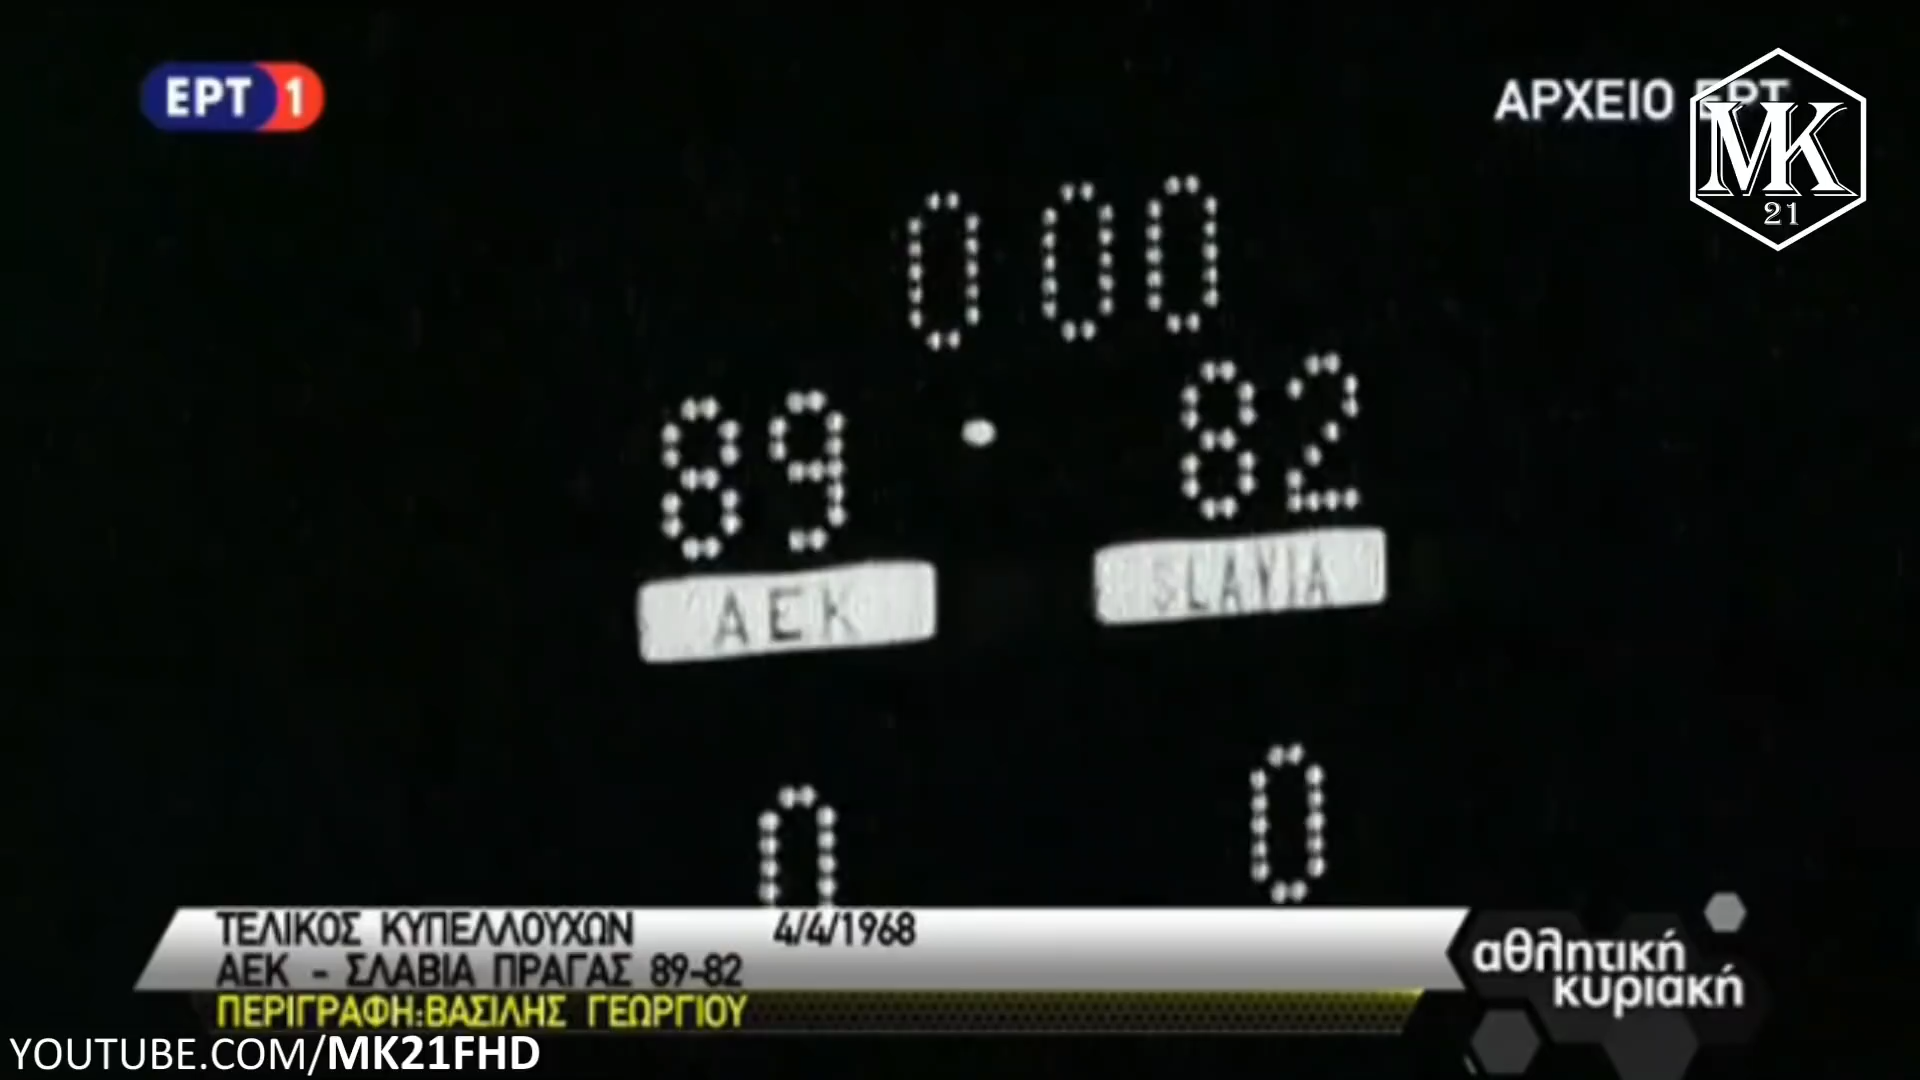 ΕΡΤ 1
ΑΡΧΕΙΟ ΕΡΤ
MK
21
0 00
89 82
AEK SLAVIA
0 0
ΤΕΛΙΚΟΣ ΚΥΠΕΛΛΟΥΧΩΝ 4/4/1968
ΑΕΚ - ΣΛΑΒΙΑ ΠΡΑΓΑΣ 89-82
ΠΕΡΙΓΡΑΦΗ:ΒΑΣΙΛΗΣ ΓΕΩΡΓΙΟΥ
αθλητική
κυριακή
YOUTUBE.COM/MK21FHD